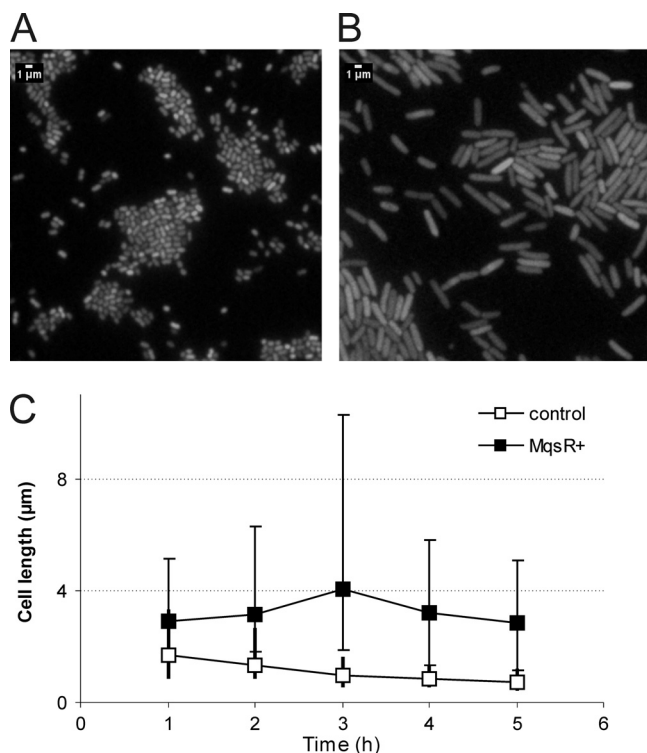 A
B
1 µm
1 µm
C
control
MqsR+
Cell length (µm)
8
4
0
0
1
2
3
4
5
6
Time (h)